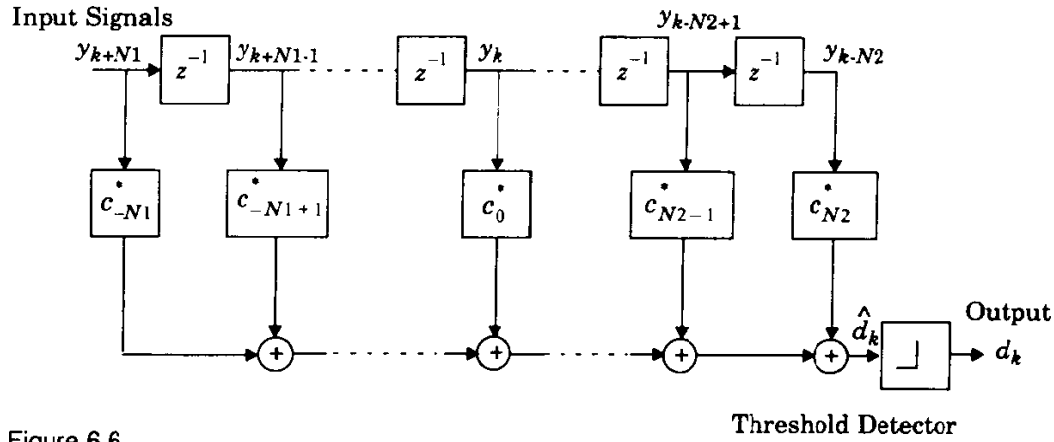 Input Signals
y_{k+N1} z^{-1} y_{k+N1-1} z^{-1} y_k z^{-1} y_{k-N2+1} z^{-1} y_{k-N2}
c^*_{-N1} c^*_{-N1+1} c^*_0 c^*_{N2-1} c^*_{N2}
+ + + + \hat{d}_k Output d_k
Threshold Detector
Figure 6.6